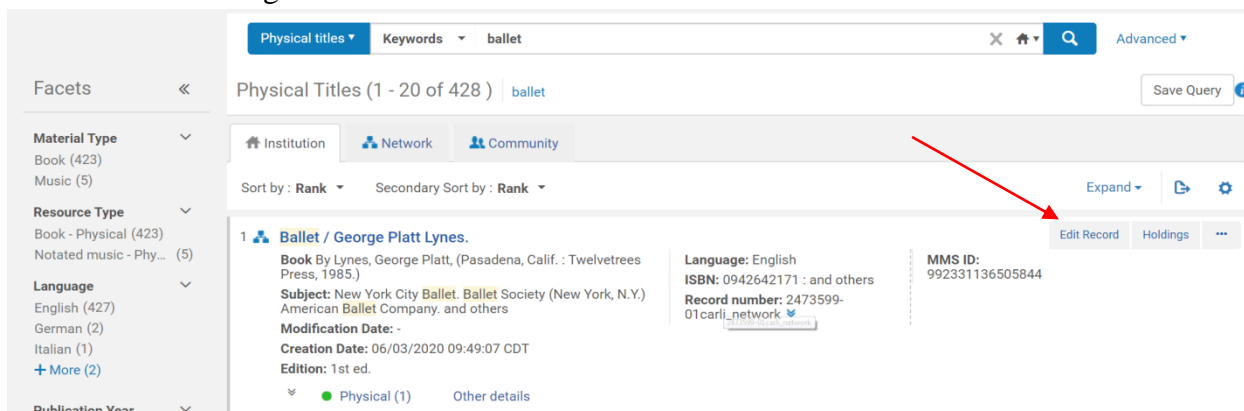 Physical titles Keywords ballet Advanced
Facets
Physical Titles (1 - 20 of 428 ) ballet Save Query
Material Type
Book (423)
Music (5)
Institution Network Community
Sort by : Rank Secondary Sort by : Rank Expand
Resource Type
Book - Physical (423)
Notated music - Phy... (5)
Language
English (427)
German (2)
Italian (1)
+ More (2)
Publication Year
1 Ballet / George Platt Lynes. Edit Record Holdings ...
Book By Lynes, George Platt, (Pasadena, Calif. : Twelvetrees
Press, 1985.)
Subject: New York City Ballet. Ballet Society (New York, N.Y.)
American Ballet Company. and others
Modification Date: -
Creation Date: 06/03/2020 09:49:07 CDT
Edition: 1st ed.
Physical (1) Other details
Language: English
ISBN: 0942642171 : and others
Record number: 2473599-
01carli_network
2473599-01carli_network
MMS ID:
992331136505844